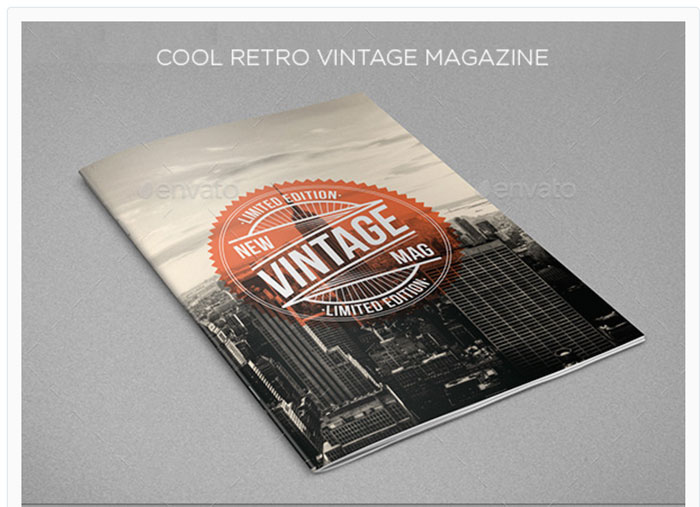 COOL RETRO VINTAGE MAGAZINE
envato
envato
·LIMITED EDITION·
NEW
VINTAGE
MAG
·LIMITED EDITION·